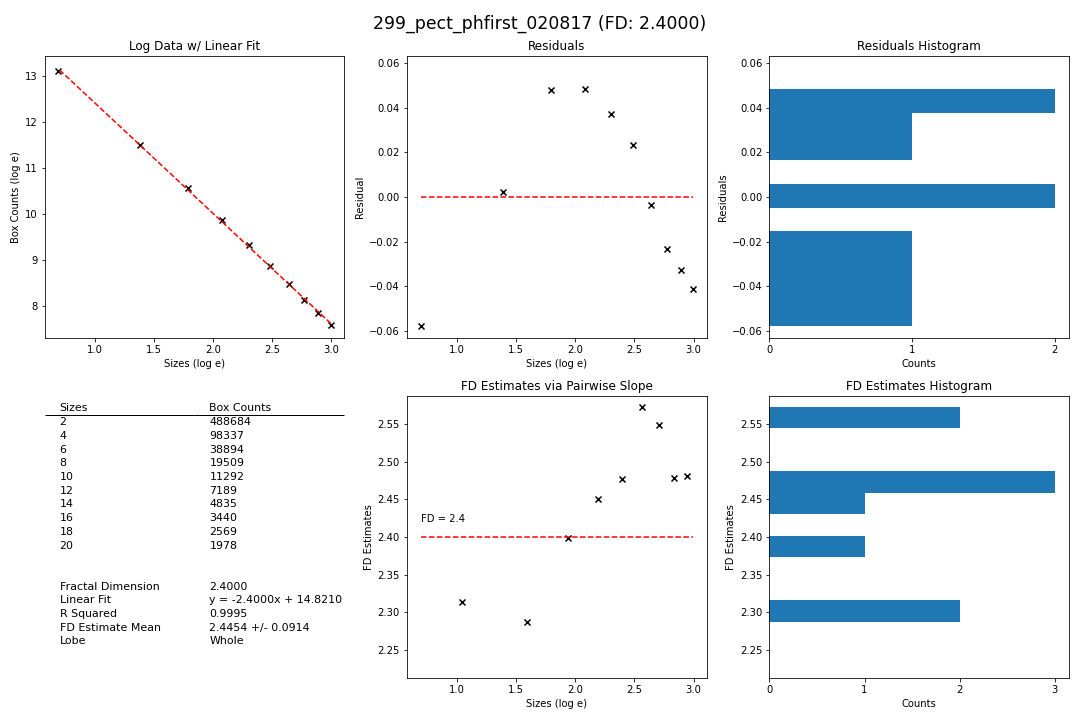 299_pect_phfirst_020817 (FD: 2.4000)
Log Data w/ Linear Fit
13
12
11
10
9
8
Box Counts (log e)
1.0 1.5 2.0 2.5 3.0
Sizes (log e)
Residuals
0.06
0.04
0.02
0.00
−0.02
−0.04
−0.06
Residual
1.0 1.5 2.0 2.5 3.0
Sizes (log e)
Residuals Histogram
0.06
0.04
0.02
0.00
−0.02
−0.04
−0.06
Residuals
0 1 2
Counts
Sizes Box Counts
2 488684
4 98337
6 38894
8 19509
10 11292
12 7189
14 4835
16 3440
18 2569
20 1978
Fractal Dimension 2.4000
Linear Fit y = -2.4000x + 14.8210
R Squared 0.9995
FD Estimate Mean 2.4454 +/- 0.0914
Lobe Whole
FD Estimates via Pairwise Slope
2.55
2.50
2.45
2.40
2.35
2.30
2.25
FD Estimates
FD = 2.4
1.0 1.5 2.0 2.5 3.0
Sizes (log e)
FD Estimates Histogram
2.55
2.50
2.45
2.40
2.35
2.30
2.25
FD Estimates
0 1 2 3
Counts